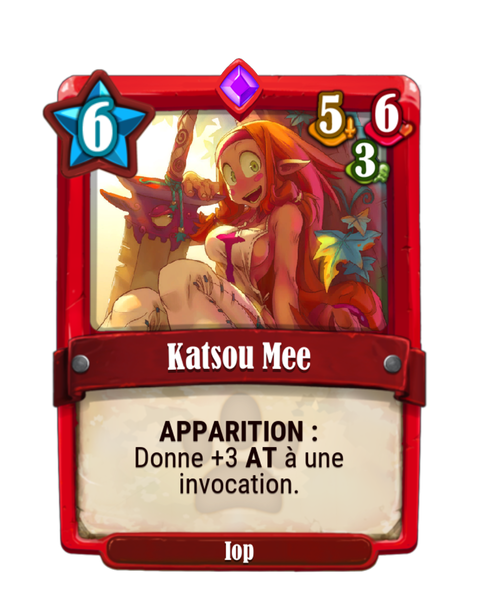 6
5
6
3
Katsou Mee
APPARITION :
Donne +3 AT à une
invocation.
Iop